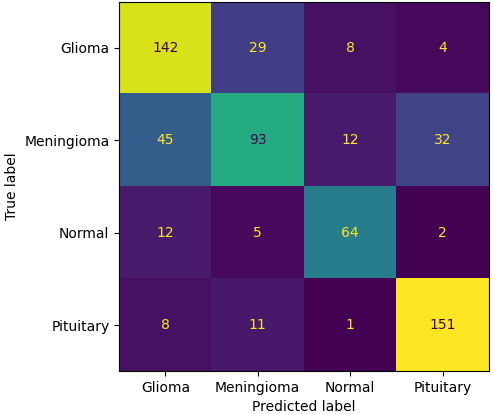 True label
Glioma 142 29 8 4
Meningioma 45 93 12 32
Normal 12 5 64 2
Pituitary 8 11 1 151
Glioma Meningioma Normal Pituitary
Predicted label